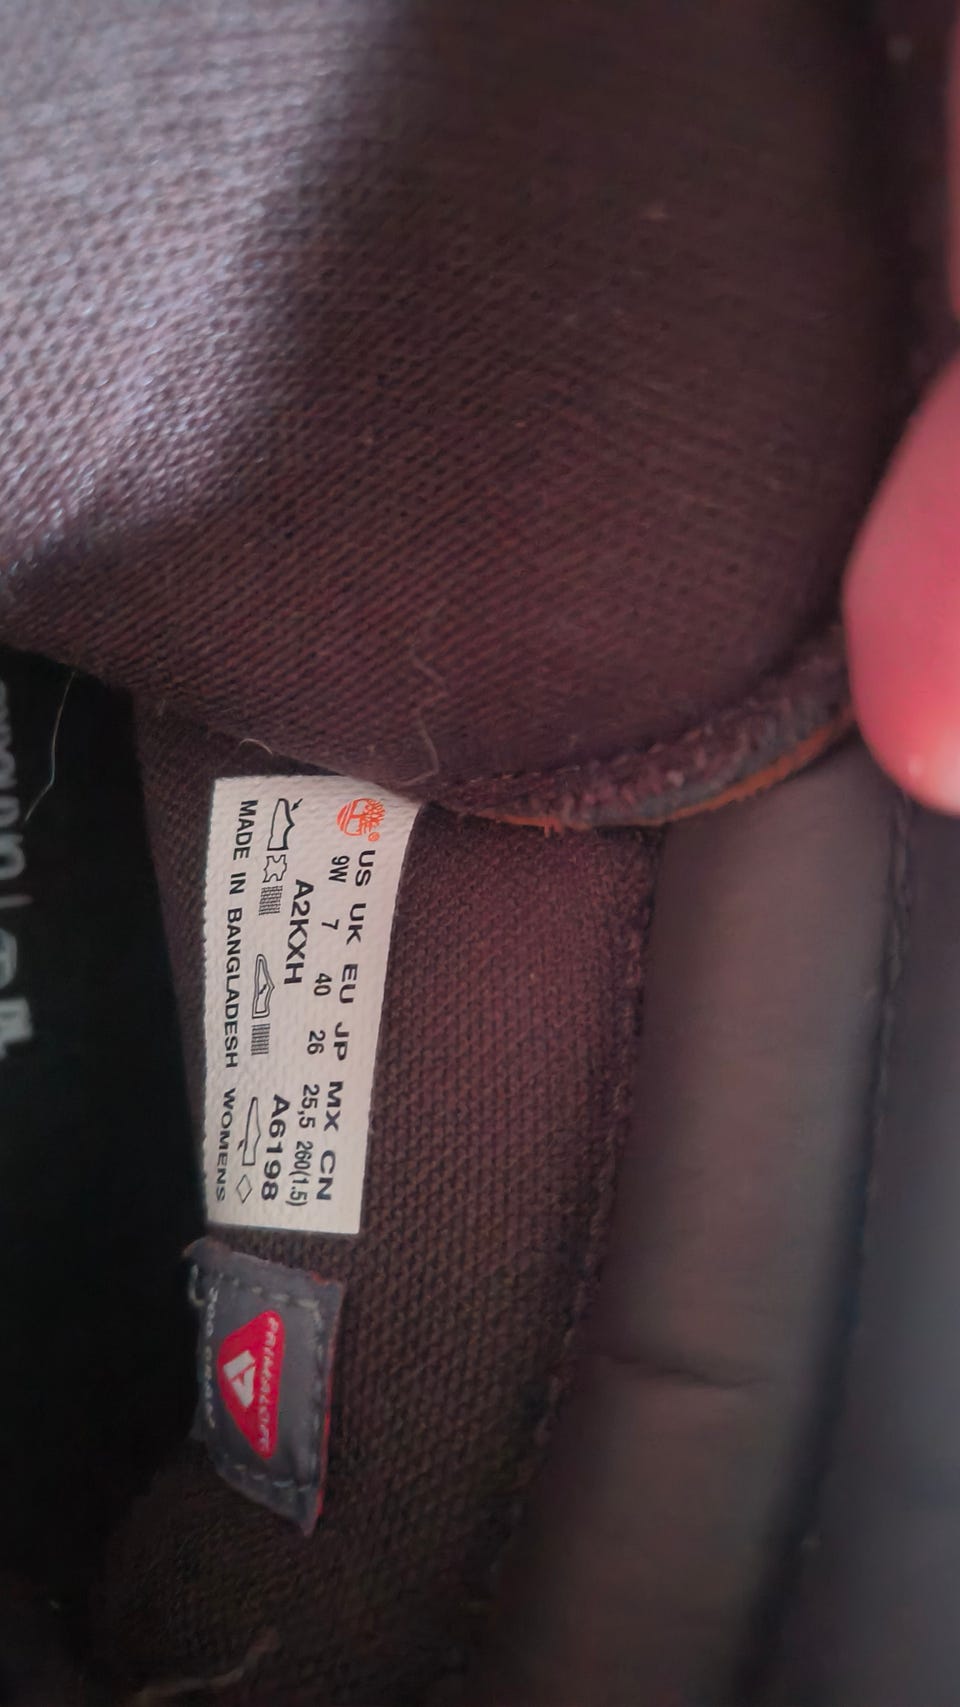 US UK EU JP MX CN
9W 7 40 26 25,5 260(1.5)
A2KXH A6198
MADE IN BANGLADESH WOMENS
PRIMALOFT